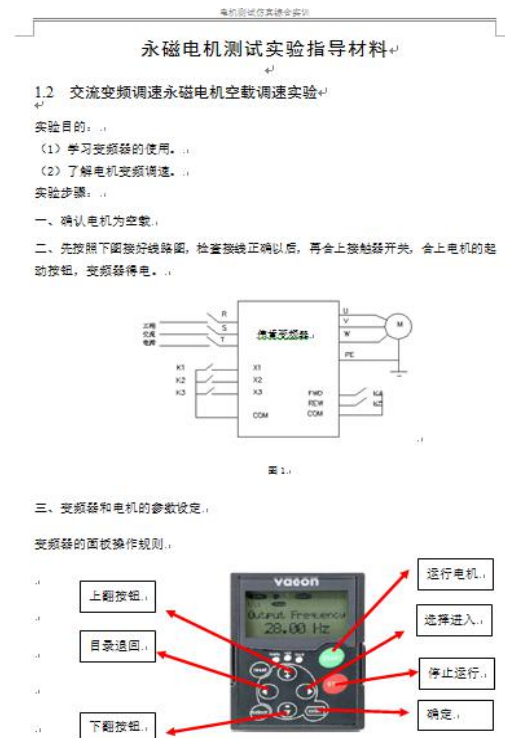 电机测试仿真综合实训
永磁电机测试实验指导材料
1.2 交流变频调速永磁电机空载调速实验
实验目的：
（1）学习变频器的使用。
（2）了解电机变频调速。
实验步骤：
一、确认电机为空载
二、先按照下图接好线路图，检查接线正确以后，再合上接触器开关，合上电机的起
动按钮，变频器得电。
三相
交流
电源
R
S
T
变频器
U
V
W
M
PE
K1
K2
K3
X1
X2
X3
COM
FWD
REW
COM
K4
K5
图 1.
三、变频器和电机的参数设定
变频器的面板操作规则
vacon
Output Frequency
28.00 Hz
上翻按钮
目录退回
下翻按钮
运行电机
选择进入
停止运行
确定